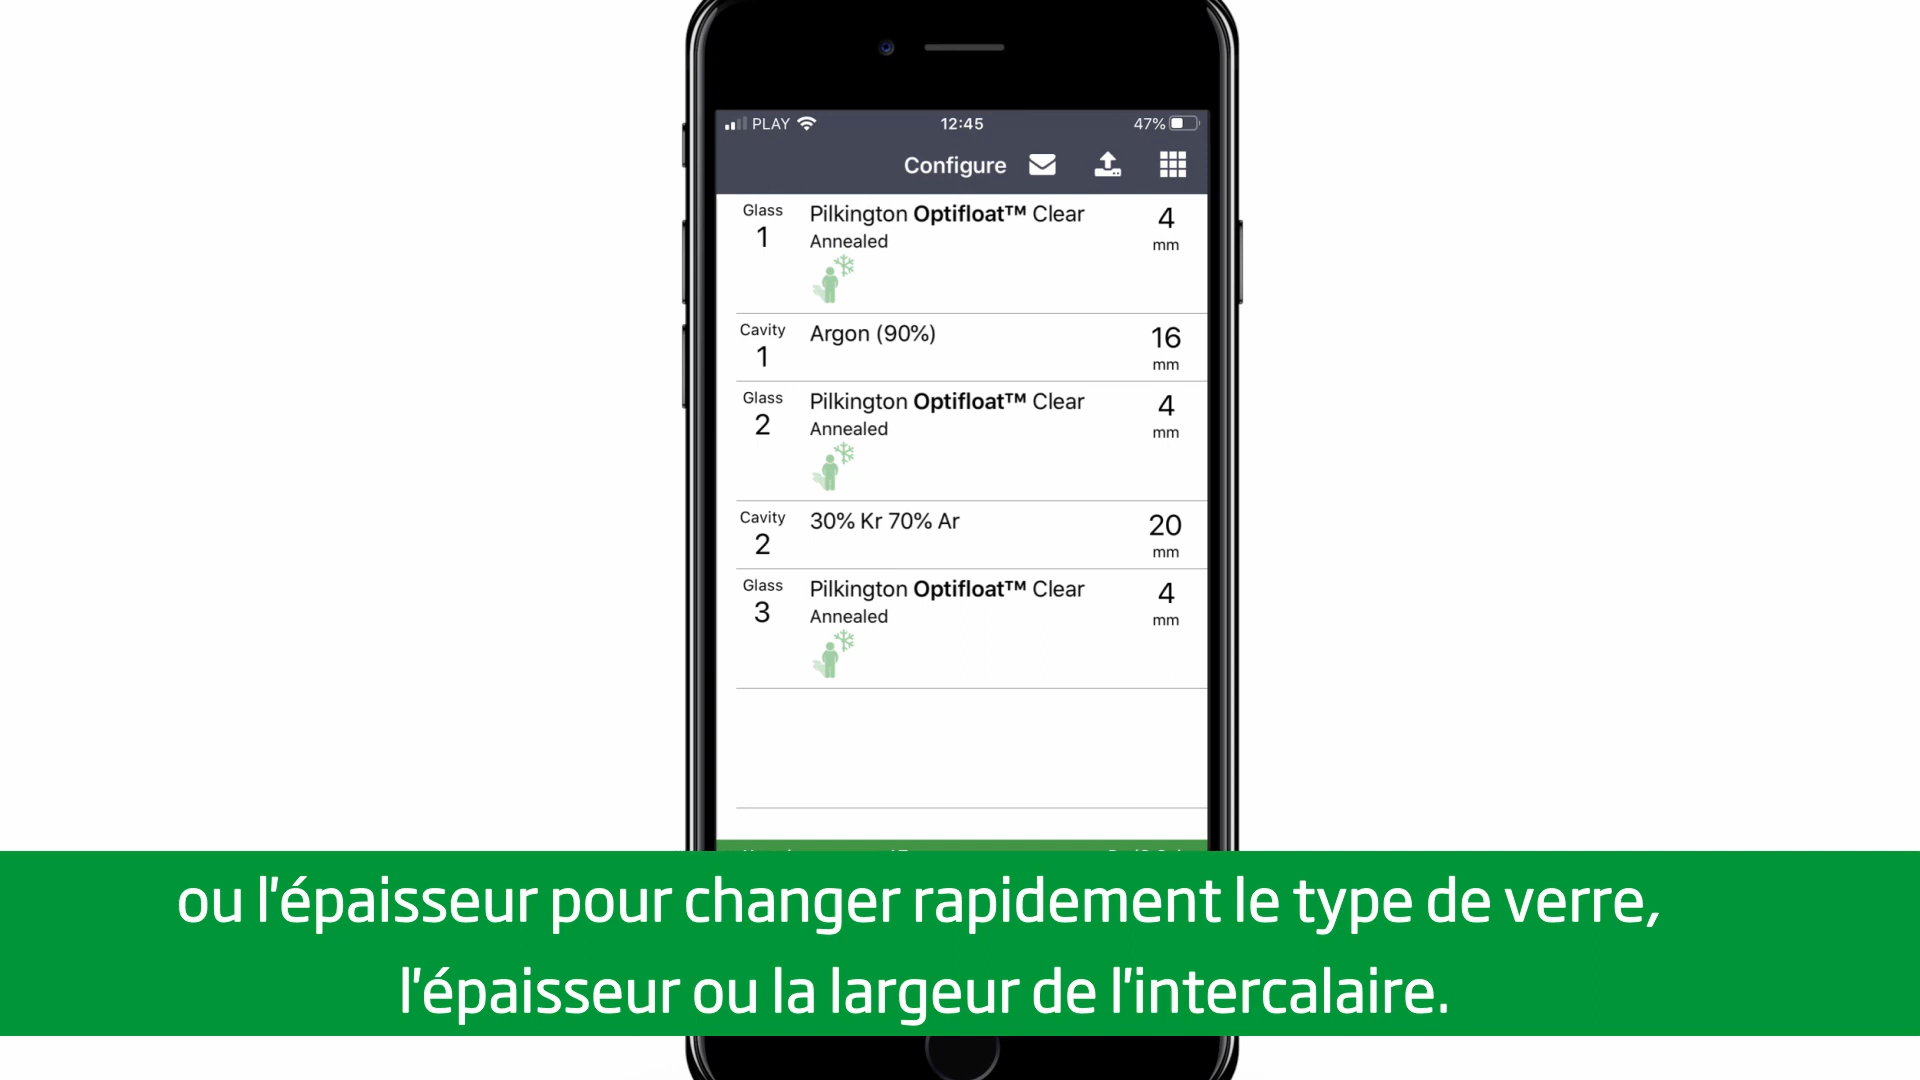 PLAY 12:45 47%
Configure
Glass
1
Pilkington Optifloat™ Clear
Annealed
4
mm
Cavity
1
Argon (90%)
16
mm
Glass
2
Pilkington Optifloat™ Clear
Annealed
4
mm
Cavity
2
30% Kr 70% Ar
20
mm
Glass
3
Pilkington Optifloat™ Clear
Annealed
4
mm
ou l'épaisseur pour changer rapidement le type de verre,
l'épaisseur ou la largeur de l'intercalaire.